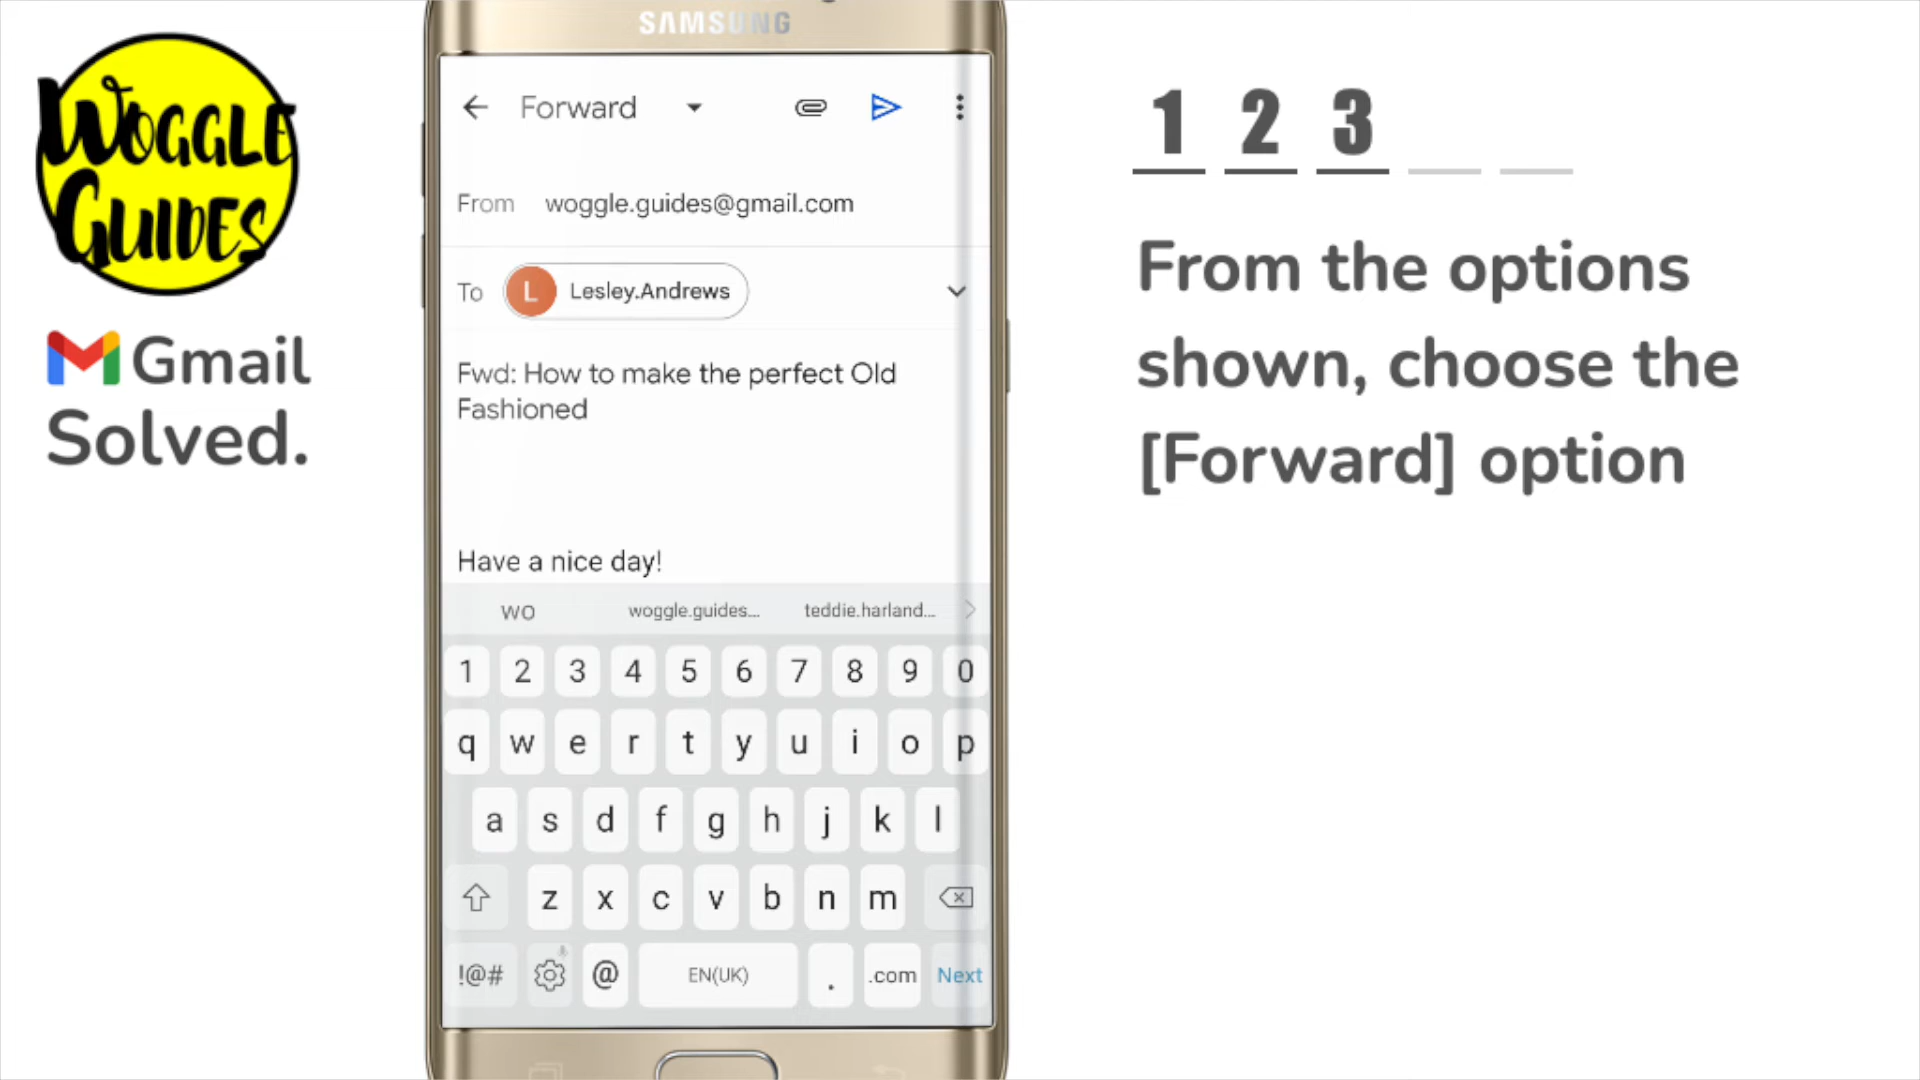 WOGGLE
GUIDES
Gmail
Solved.
SAMSUNG
Forward
From woggle.guides@gmail.com
To L Lesley.Andrews
Fwd: How to make the perfect Old
Fashioned
Have a nice day!
wo woggle.guides... teddie.harland...
1 2 3 4 5 6 7 8 9 0
q w e r t y u i o p
a s d f g h j k l
z x c v b n m
!@# @ EN(UK) . .com Next
1 2 3
From the options
shown, choose the
[Forward] option